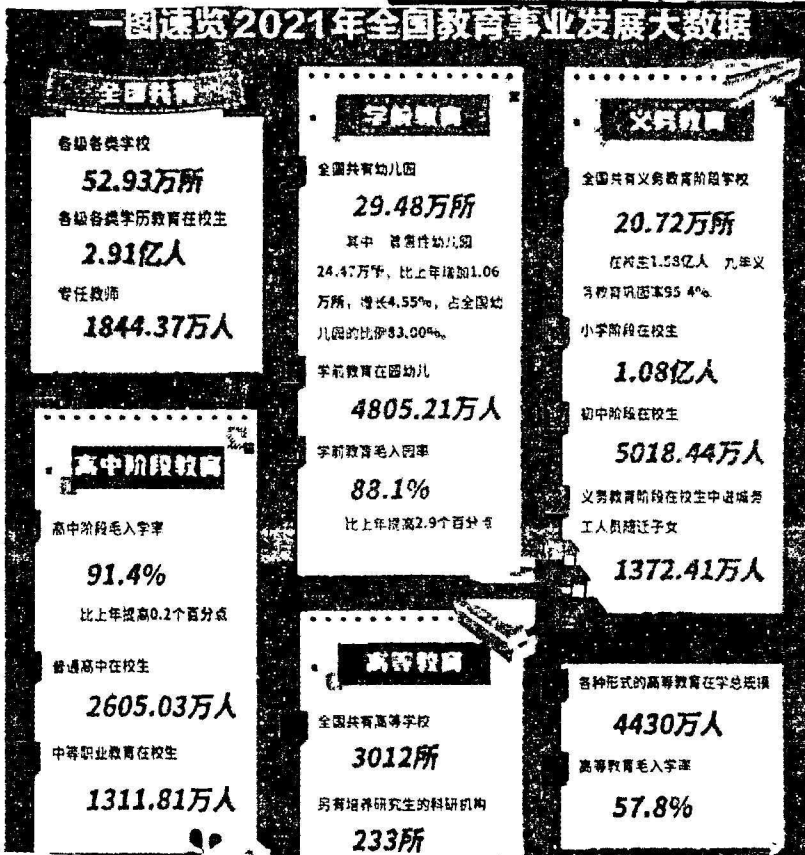 一图速览2021年全国教育事业发展大数据
全国共有
各级各类学校
52.93万所
各级各类学历教育在校生
2.91亿人
专任教师
1844.37万人
学前教育
全国共有幼儿园
29.48万所
其中 普惠性幼儿园
24.47万所，比上年增加1.06
万所，增长4.55%，占全国幼
儿园的比例83.00%。
学前教育在园幼儿
4805.21万人
学前教育毛入园率
88.1%
比上年提高2.9个百分点
义务教育
全国共有义务教育阶段学校
20.72万所
在校生1.58亿人 九年义
务教育巩固率95.4%
小学阶段在校生
1.08亿人
初中阶段在校生
5018.44万人
义务教育阶段在校生中进城务
工人员随迁子女
1372.41万人
高中阶段教育
高中阶段毛入学率
91.4%
比上年提高0.2个百分点
普通高中在校生
2605.03万人
中等职业教育在校生
1311.81万人
高等教育
全国共有高等学校
3012所
另有培养研究生的科研机构
233所
各种形式的高等教育在学总规模
4430万人
高等教育毛入学率
57.8%